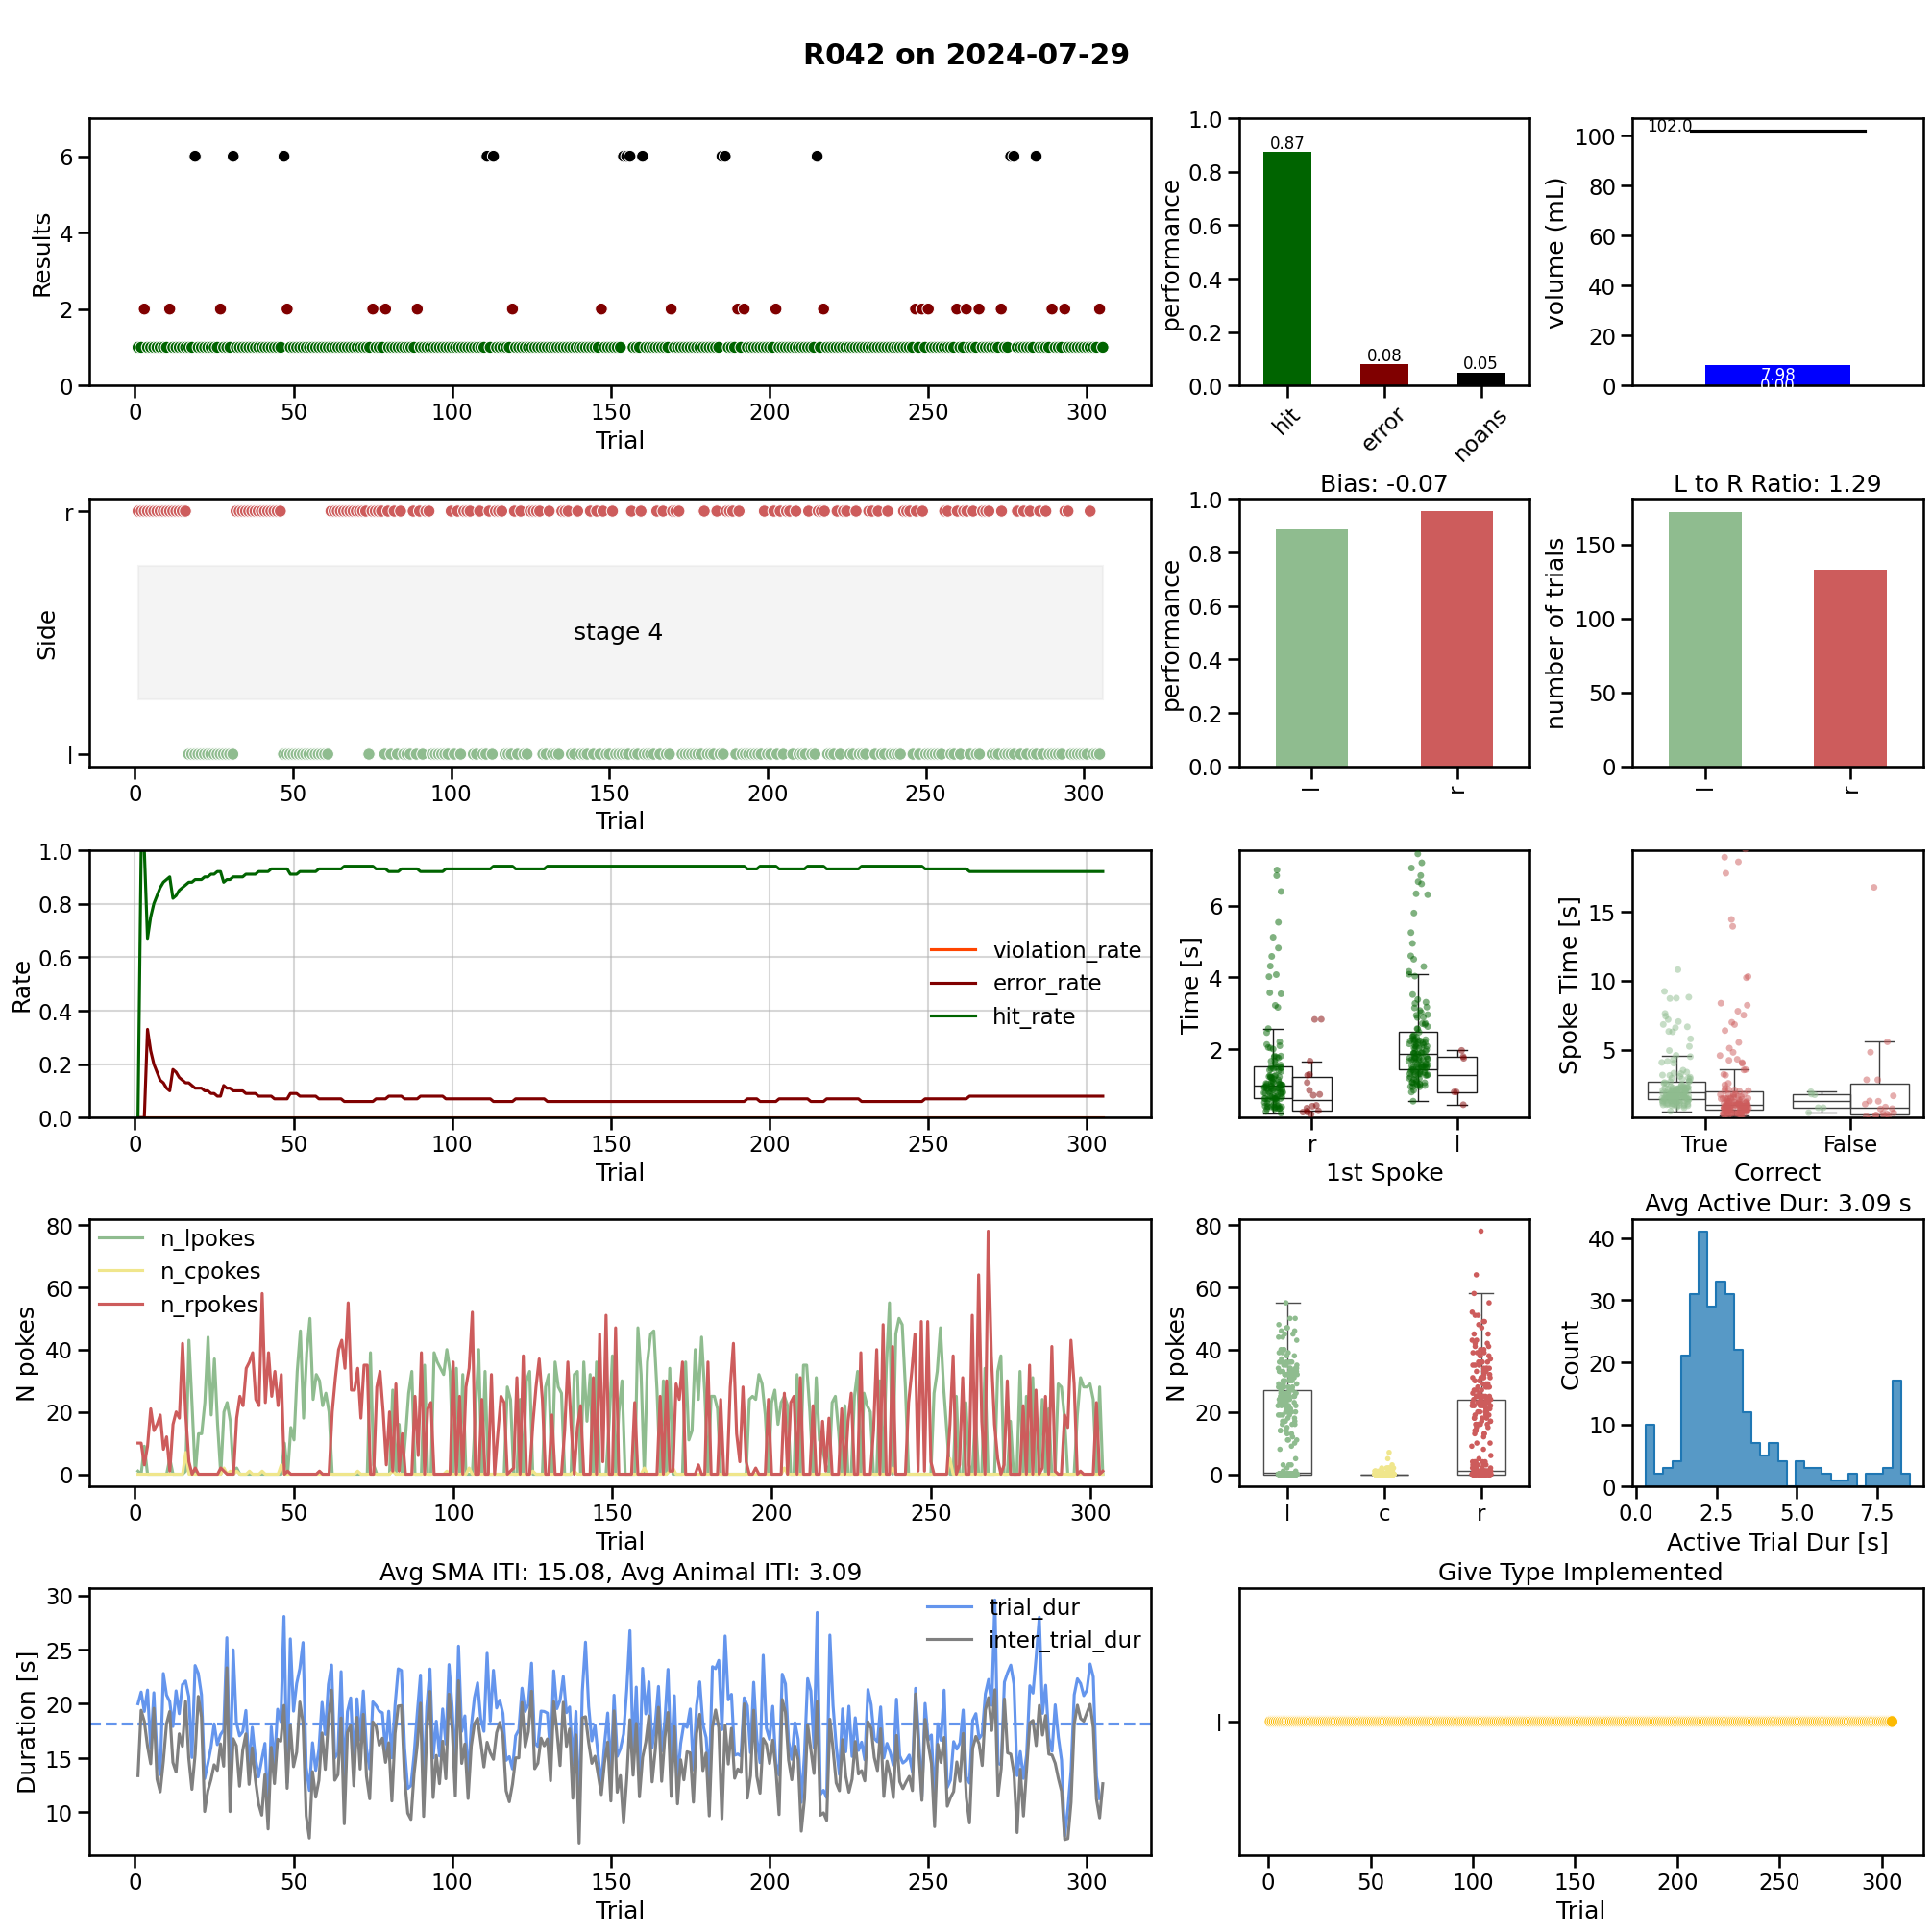 R042 on 2024-07-29
Results
6
4
2
0
0
50
100
150
200
250
300
Trial
performance
1.0
0.8
0.6
0.4
0.2
0.0
0.87
0.08
0.05
hit
error
noans
volume (mL)
100
80
60
40
20
0
102.0
7.98
0.00
Side
r
l
stage 4
0
50
100
150
200
250
300
Trial
Bias: -0.07
performance
1.0
0.8
0.6
0.4
0.2
0.0
l
r
L to R Ratio: 1.29
number of trials
150
100
50
0
l
r
Rate
1.0
0.8
0.6
0.4
0.2
0.0
violation_rate
error_rate
hit_rate
0
50
100
150
200
250
300
Trial
Time [s]
6
4
2
r
l
1st Spoke
Spoke Time [s]
15
10
5
True
False
Correct
N pokes
80
60
40
20
0
n_lpokes
n_cpokes
n_rpokes
0
50
100
150
200
250
300
Trial
N pokes
80
60
40
20
0
l
c
r
Avg Active Dur: 3.09 s
Count
40
30
20
10
0
0.0
2.5
5.0
7.5
Active Trial Dur [s]
Avg SMA ITI: 15.08, Avg Animal ITI: 3.09
Duration [s]
30
25
20
15
10
trial_dur
inter_trial_dur
0
50
100
150
200
250
300
Trial
Give Type Implemented
l
0
50
100
150
200
250
300
Trial